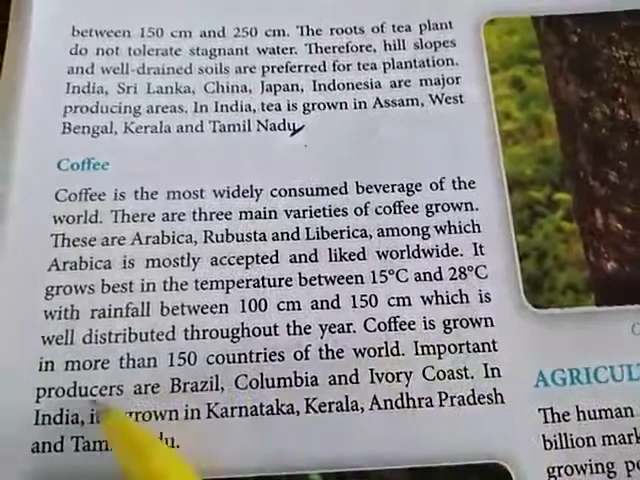 between 150 cm and 250 cm. The roots of tea plant
do not tolerate stagnant water. Therefore, hill slopes
and well-drained soils are preferred for tea plantation.
India, Sri Lanka, China, Japan, Indonesia are major
producing areas. In India, tea is grown in Assam, West
Bengal, Kerala and Tamil Nadu
Coffee
Coffee is the most widely consumed beverage of the
world. There are three main varieties of coffee grown.
These are Arabica, Rubusta and Liberica, among which
Arabica is mostly accepted and liked worldwide. It
grows best in the temperature between 15°C and 28°C
with rainfall between 100 cm and 150 cm which is
well distributed throughout the year. Coffee is grown
in more than 150 countries of the world. Important
producers are Brazil, Columbia and Ivory Coast. In
India, grown in Karnataka, Kerala, Andhra Pradesh
and
The human
billion
growing